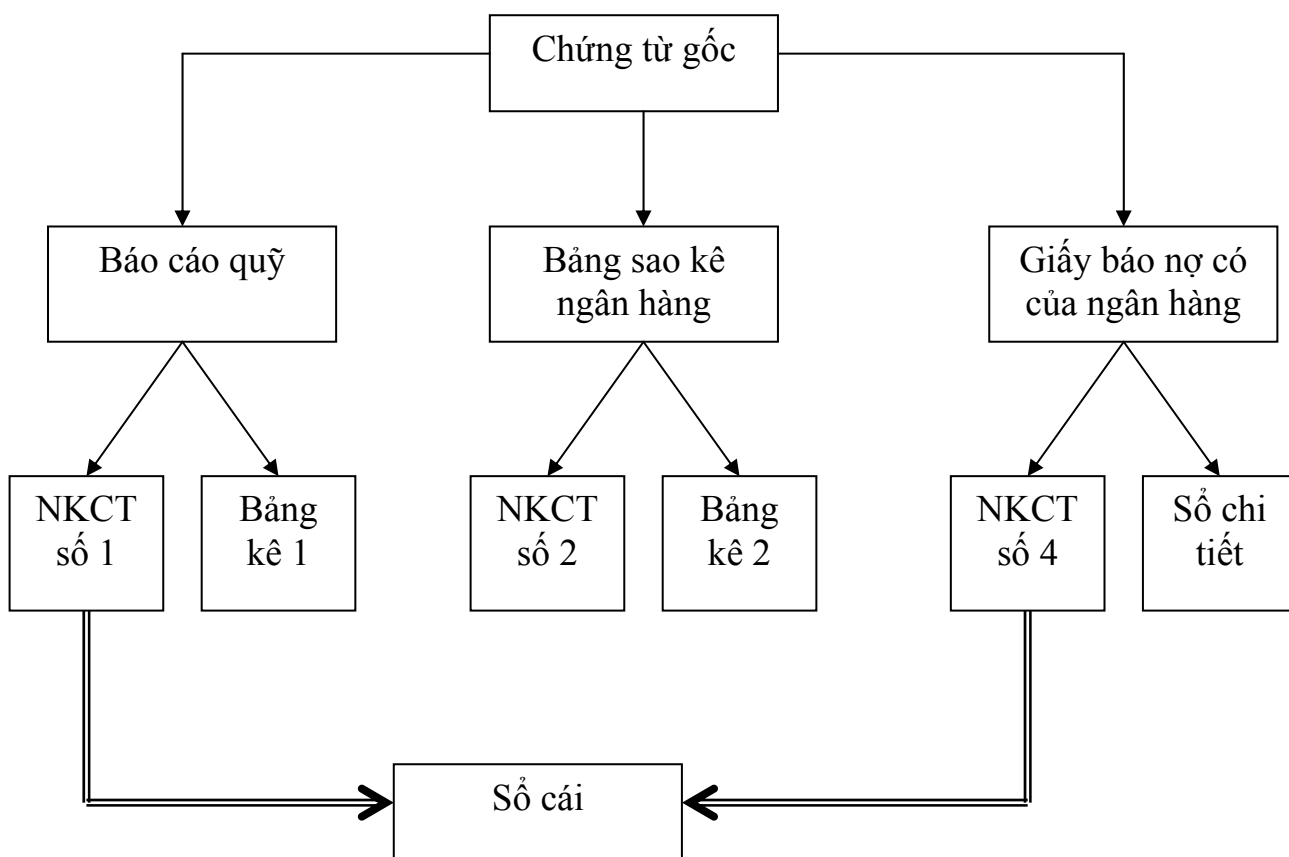 Chứng từ gốc
Báo cáo quỹ
Bảng sao kê
ngân hàng
Giấy báo nợ có
của ngân hàng
NKCT
số 1
Bảng
kê 1
NKCT
số 2
Bảng
kê 2
NKCT
số 4
Sổ chi
tiết
Sổ cái